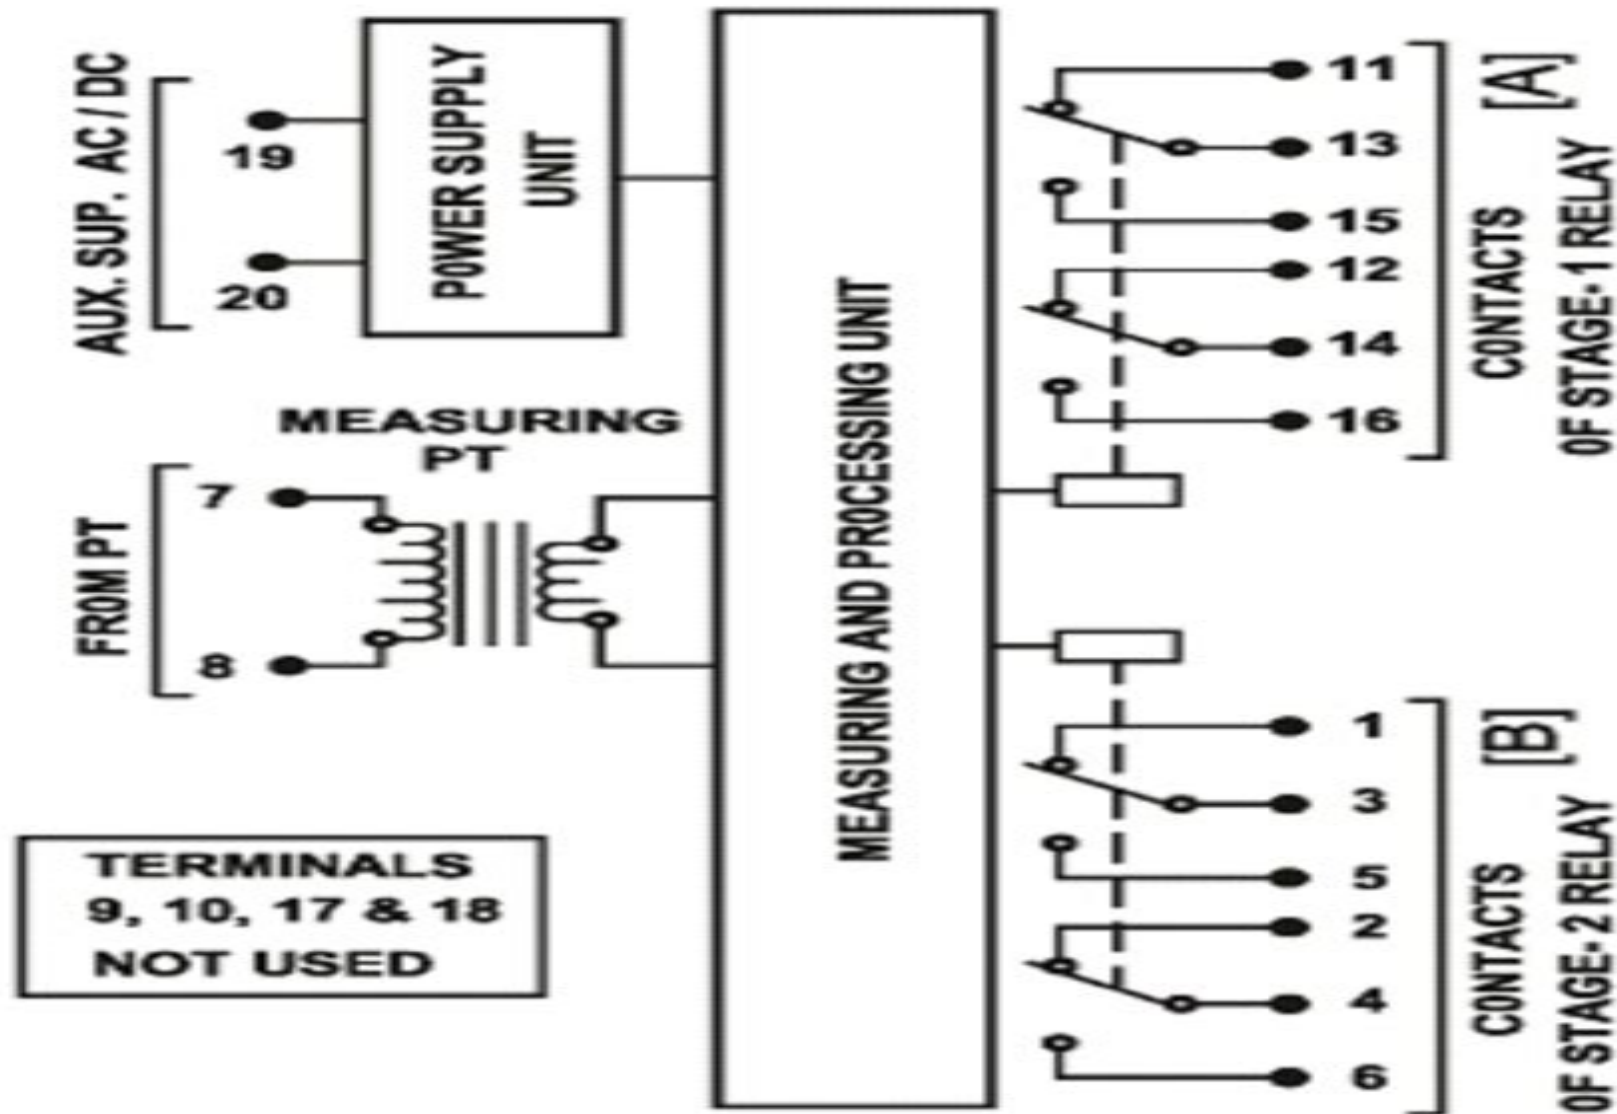 AUX. SUP. AC / DC
19
20
POWER SUPPLY
UNIT
MEASURING
PT
FROM PT
7
8
MEASURING AND PROCESSING UNIT
TERMINALS
9, 10, 17 & 18
NOT USED
11
13
15
12
14
16
[A]
CONTACTS
OF STAGE- 1 RELAY
1
3
5
2
4
6
[B]
CONTACTS
OF STAGE- 2 RELAY